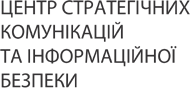 ЦЕНТР СТРАТЕГІЧНИХ
КОМУНІКАЦІЙ
ТА ІНФОРМАЦІЙНОЇ
БЕЗПЕКИ